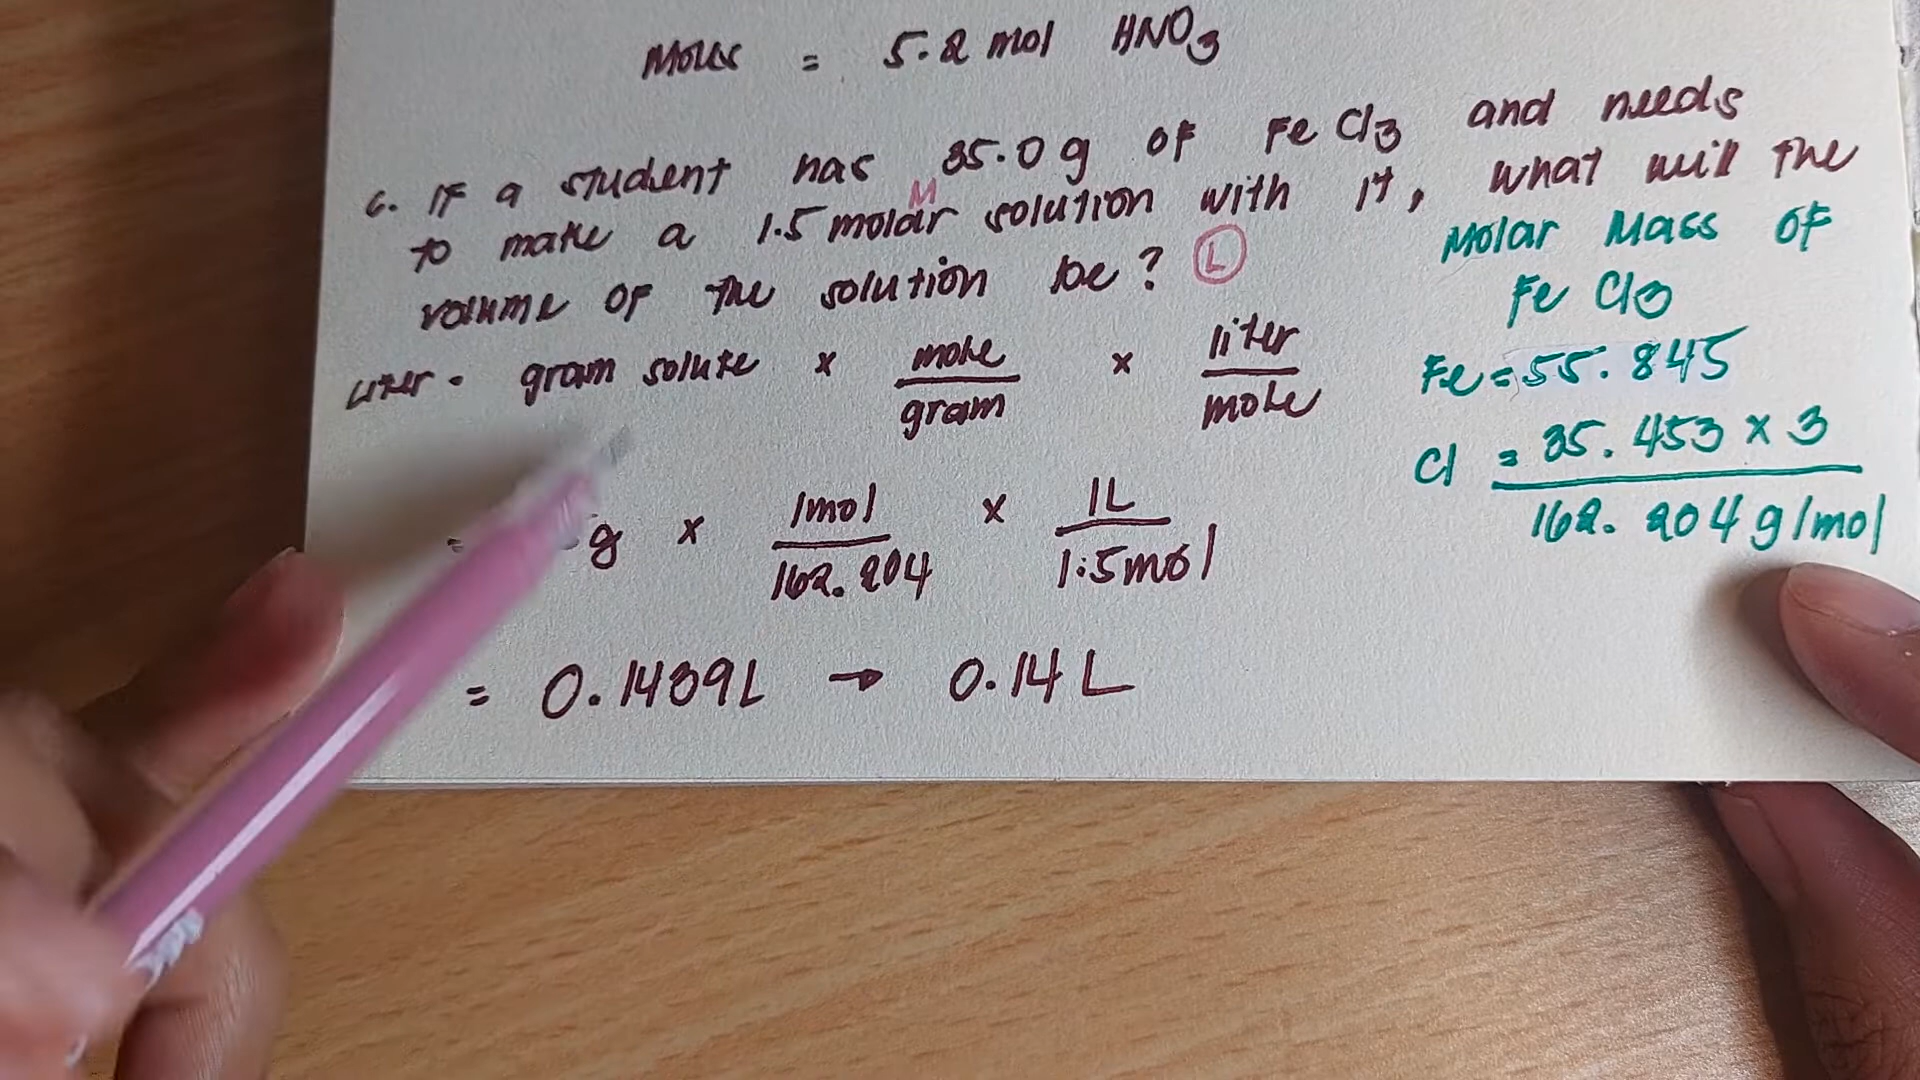 Moles = 5.2 mol HNO3
6. If a student has 35.0 g of FeCl3 and needs
M
to make a 1.5 molar solution with it, what will the
volume of the solution be? L
Liter = gram solute x mole/gram x liter/mole
= g x 1mol/162.204 x 1L/1.5mol
= 0.1439L → 0.14 L
Molar Mass of
FeCl3
Fe = 55.845
Cl = 35.453 x 3
162.204 g/mol